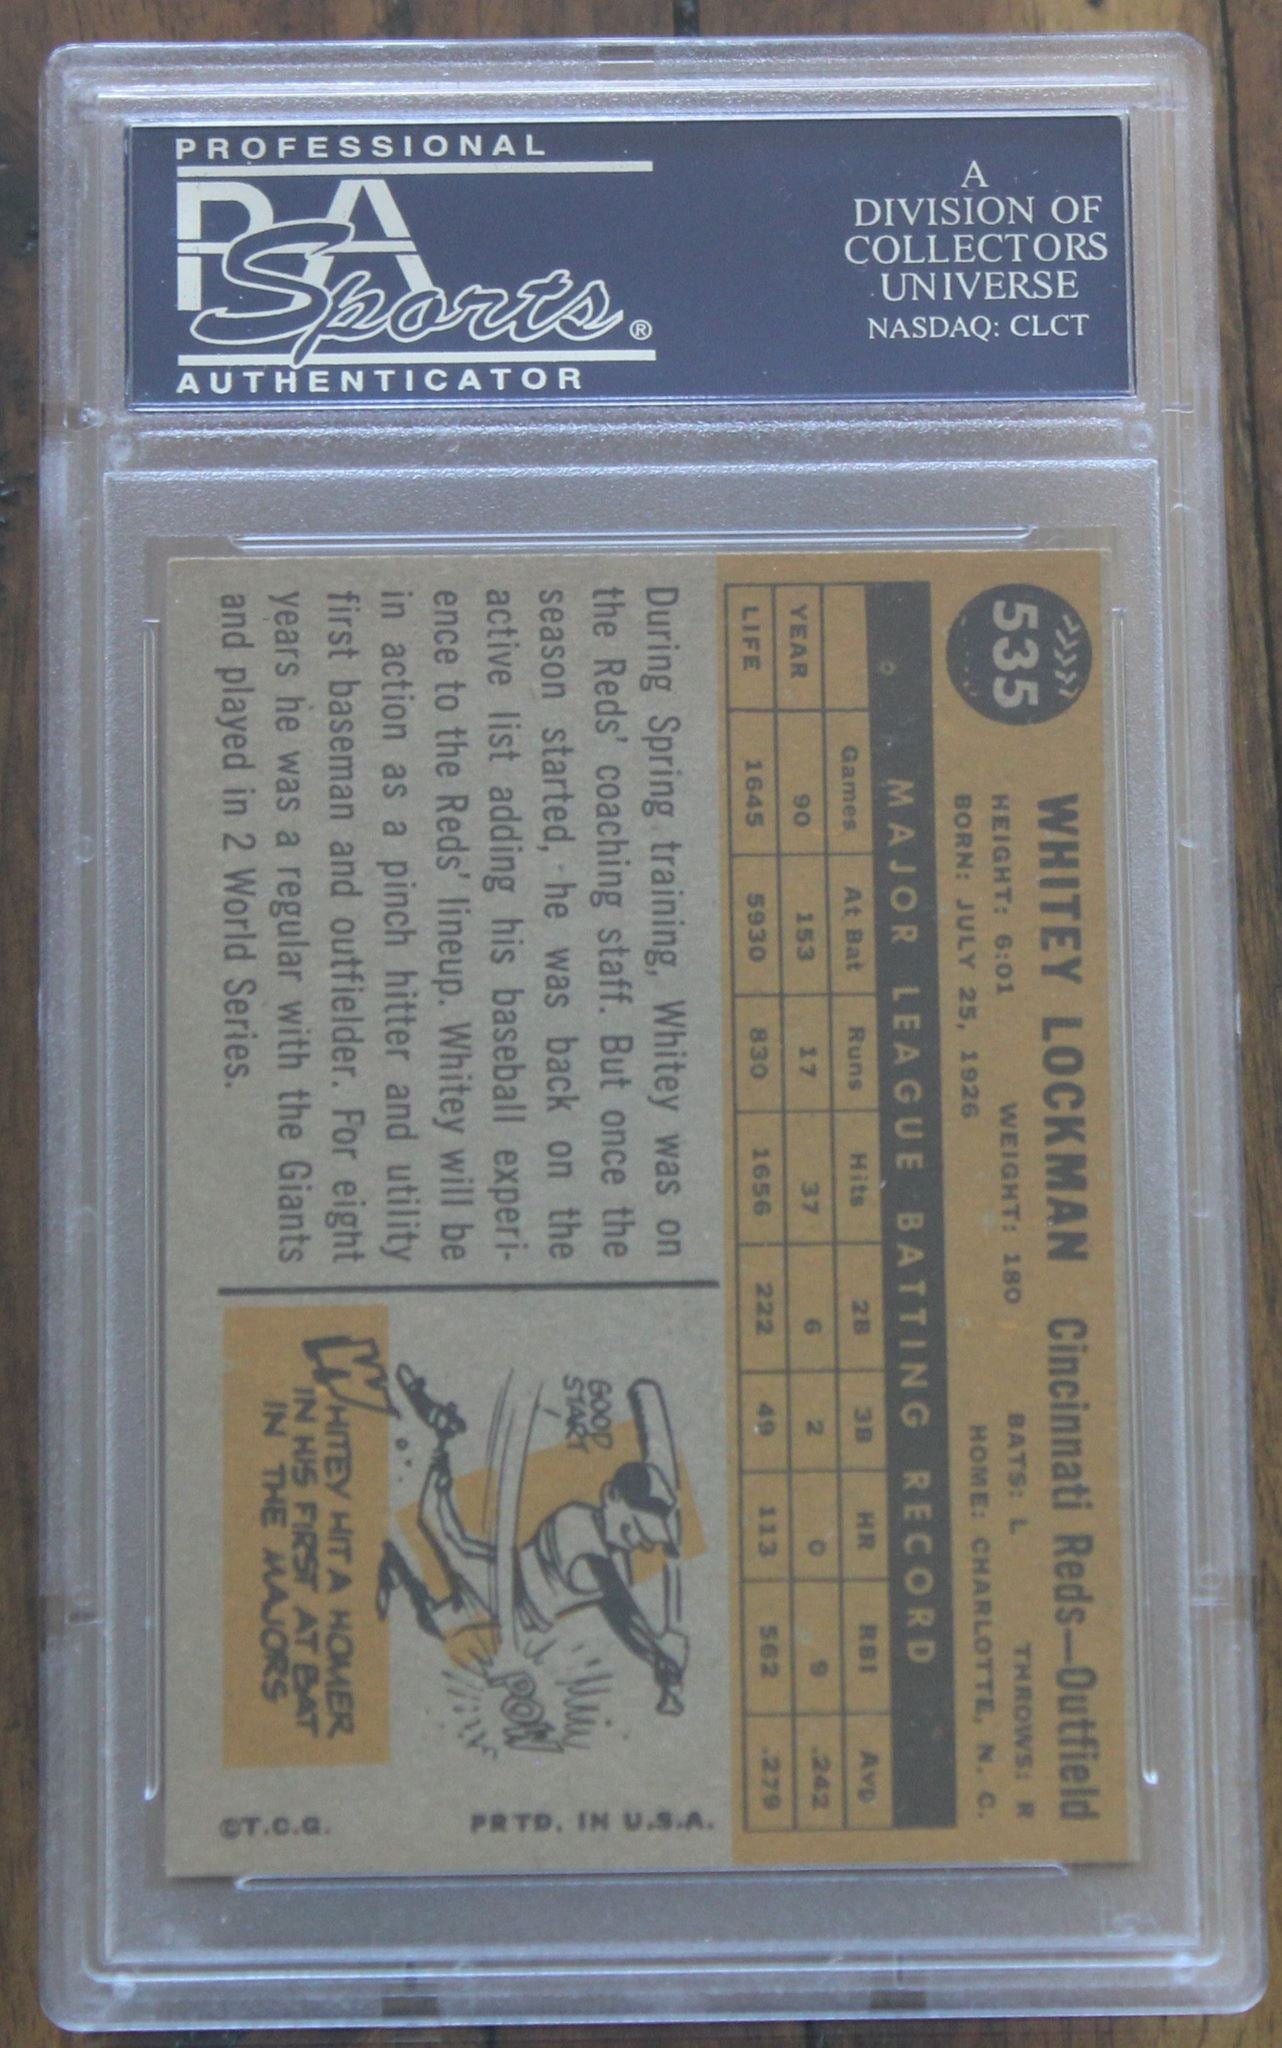 PROFESSIONAL
PSA
Sports®
AUTHENTICATOR
A
DIVISION OF
COLLECTORS
UNIVERSE
NASDAQ: CLCT
535
WHITEY LOCKMAN Cincinnati Reds—Outfield
HEIGHT: 6:01 WEIGHT: 180 BATS: L THROWS: R
BORN: JULY 25, 1926 HOME: CHARLOTTE, N. C.
MAJOR LEAGUE BATTING RECORD
Games At Bat Runs Hits 2B 3B HR RBI Avg
YEAR 90 153 17 37 6 2 0 9 .242
LIFE 1645 5930 830 1656 222 49 113 562 .279
During Spring training, Whitey was on
the Reds' coaching staff. But once the
season started, he was back on the
active list adding his baseball experi-
ence to the Reds' lineup. Whitey will be
in action as a pinch hitter and utility
first baseman and outfielder. For eight
years he was a regular with the Giants
and played in 2 World Series.
GOOD
START
POW
WHITEY HIT A HOMER
IN HIS FIRST AT BAT
IN THE MAJORS
PRTD. IN U.S.A.
©T.C.G.